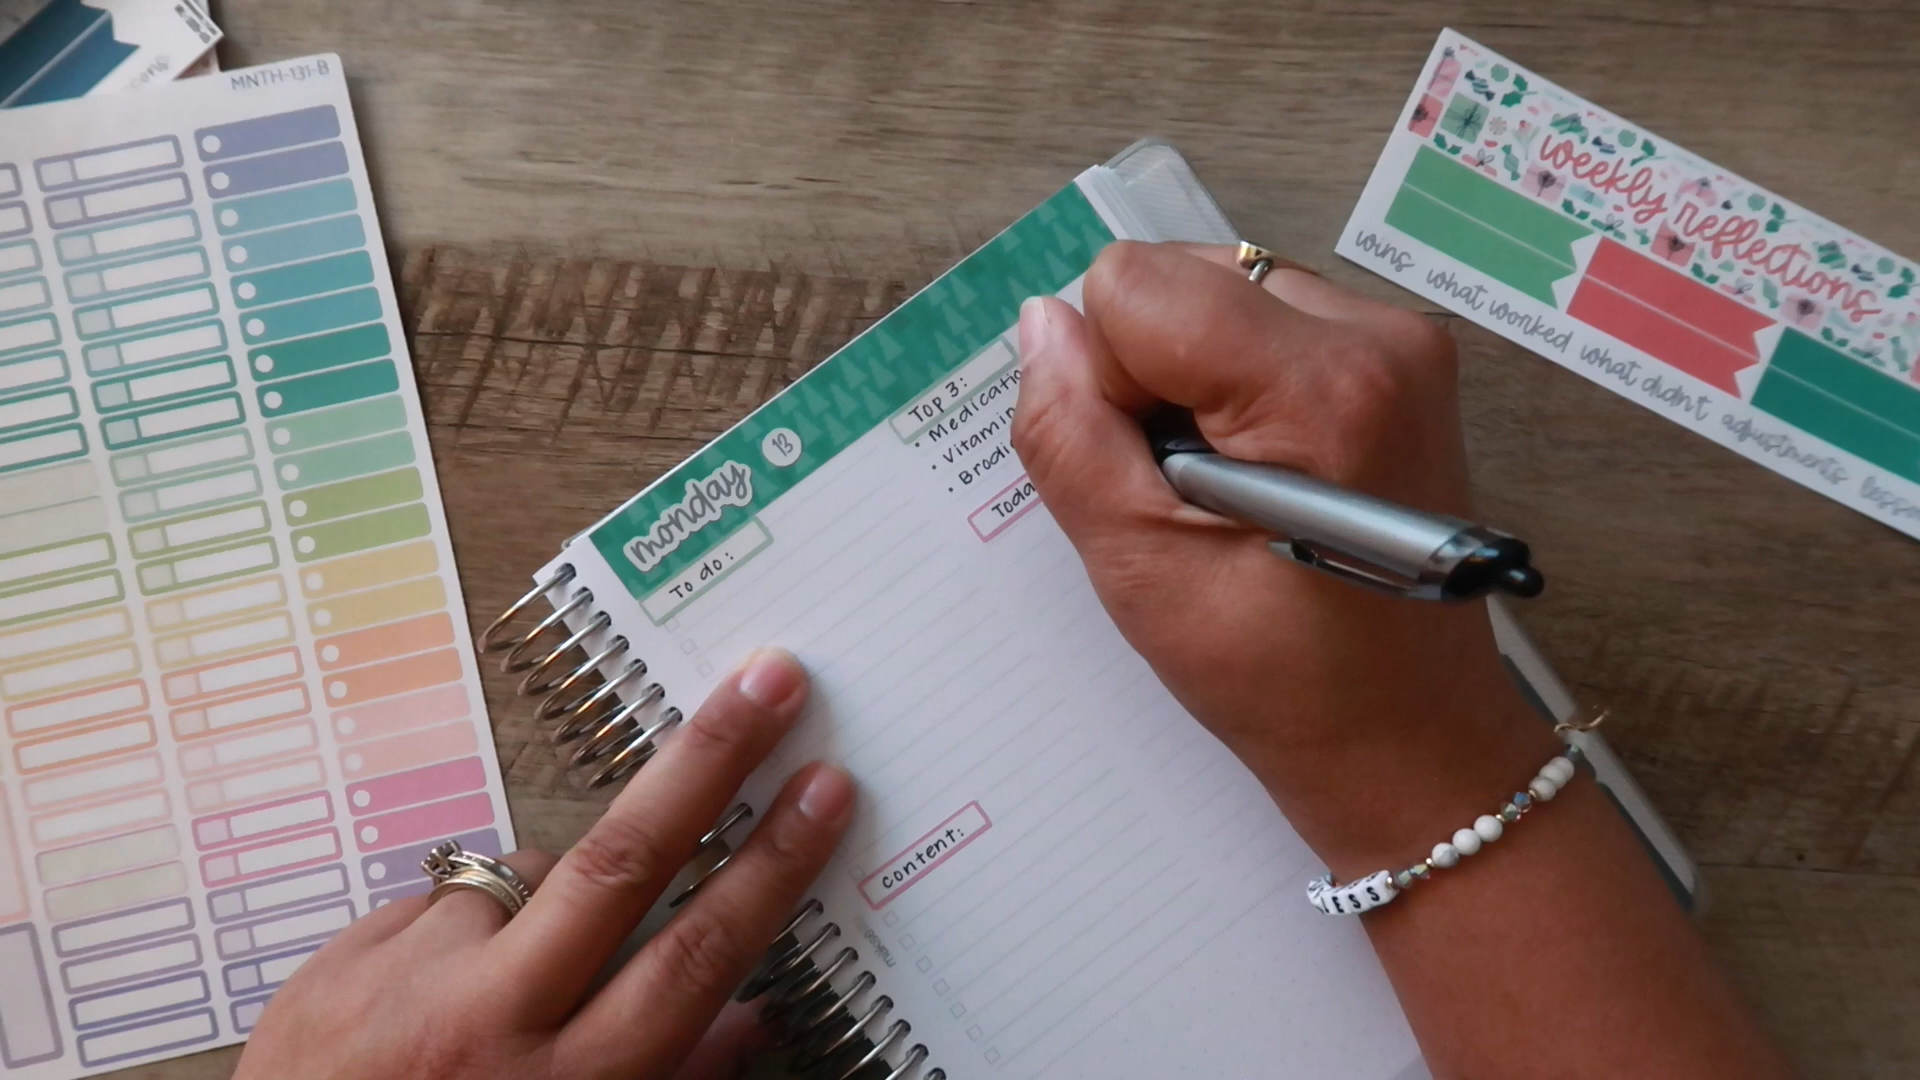 MNTH-131-B
weekly reflections
wins what worked what didn't adjustments
monday
13
To do:
Top 3:
• Medicatio
• Vitamin
• Brodi
Toda
content:
ESS